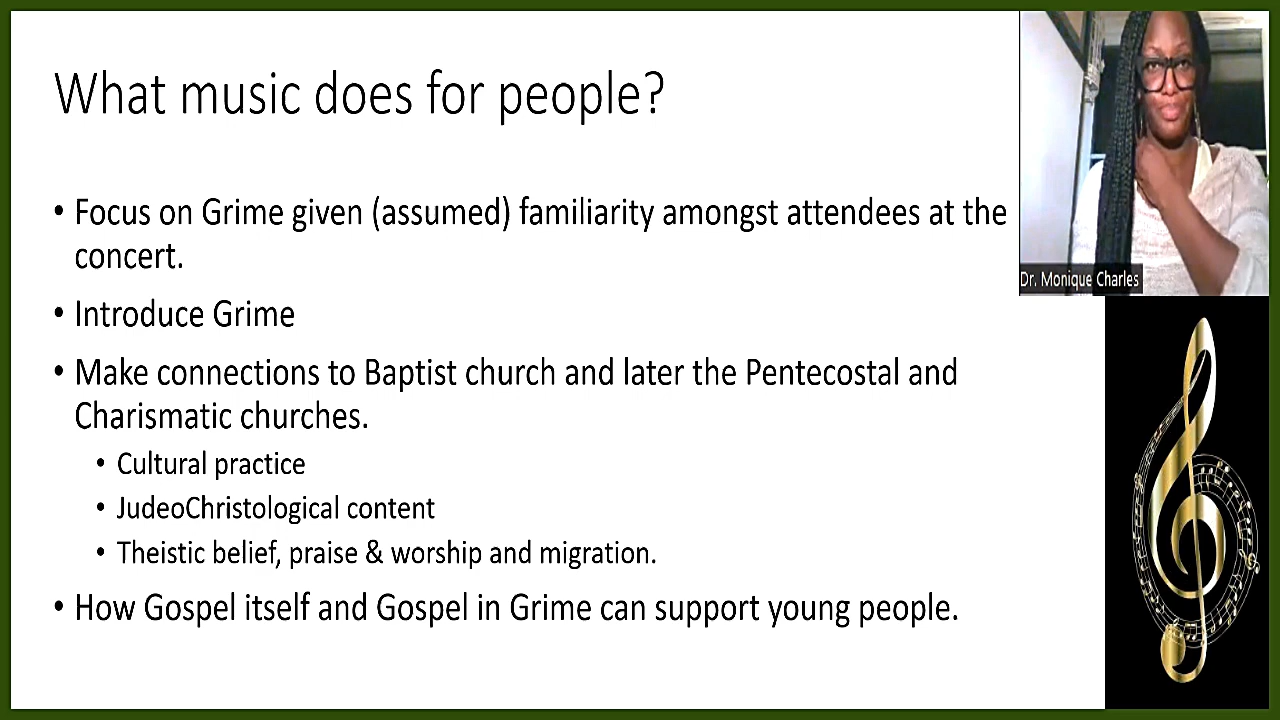 What music does for people?
• Focus on Grime given (assumed) familiarity amongst attendees at the
concert.
• Introduce Grime
• Make connections to Baptist church and later the Pentecostal and
Charismatic churches.
• Cultural practice
• JudeoChristological content
• Theistic belief, praise & worship and migration.
• How Gospel itself and Gospel in Grime can support young people.
Dr. Monique Charles